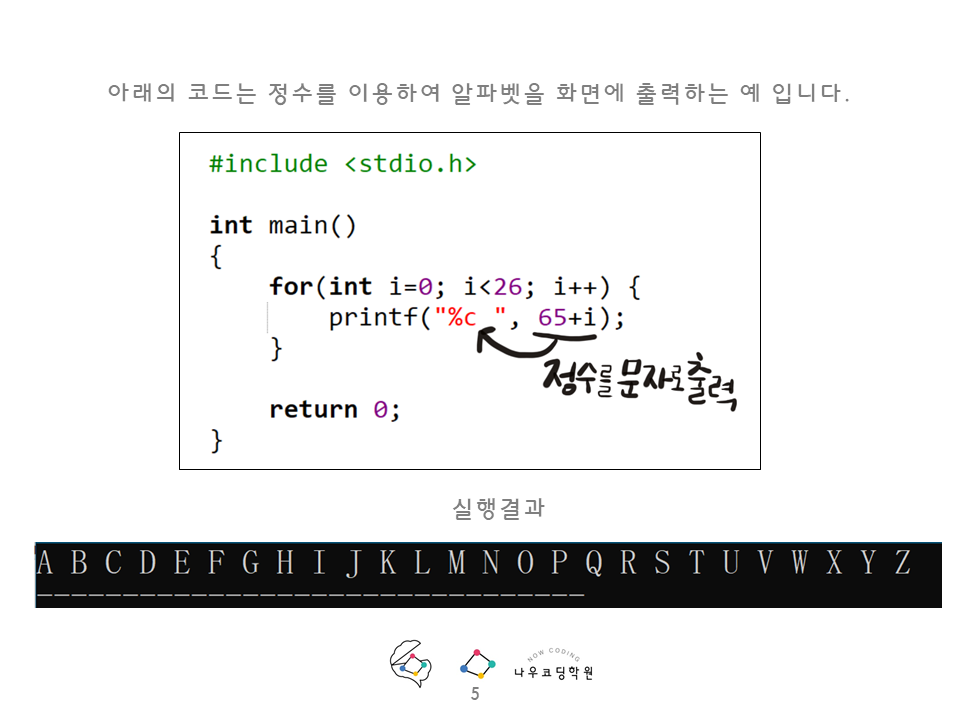 아래의 코드는 정수를 이용하여 알파벳을 화면에 출력하는 예 입니다.
#include <stdio.h>
int main()
{
    for(int i=0; i<26; i++) {
        printf("%c ", 65+i);
    }
정수를 문자로 출력
    return 0;
}
실행결과
A B C D E F G H I J K L M N O P Q R S T U V W X Y Z
--------------------------------
NOW CODING
나우코딩학원
5